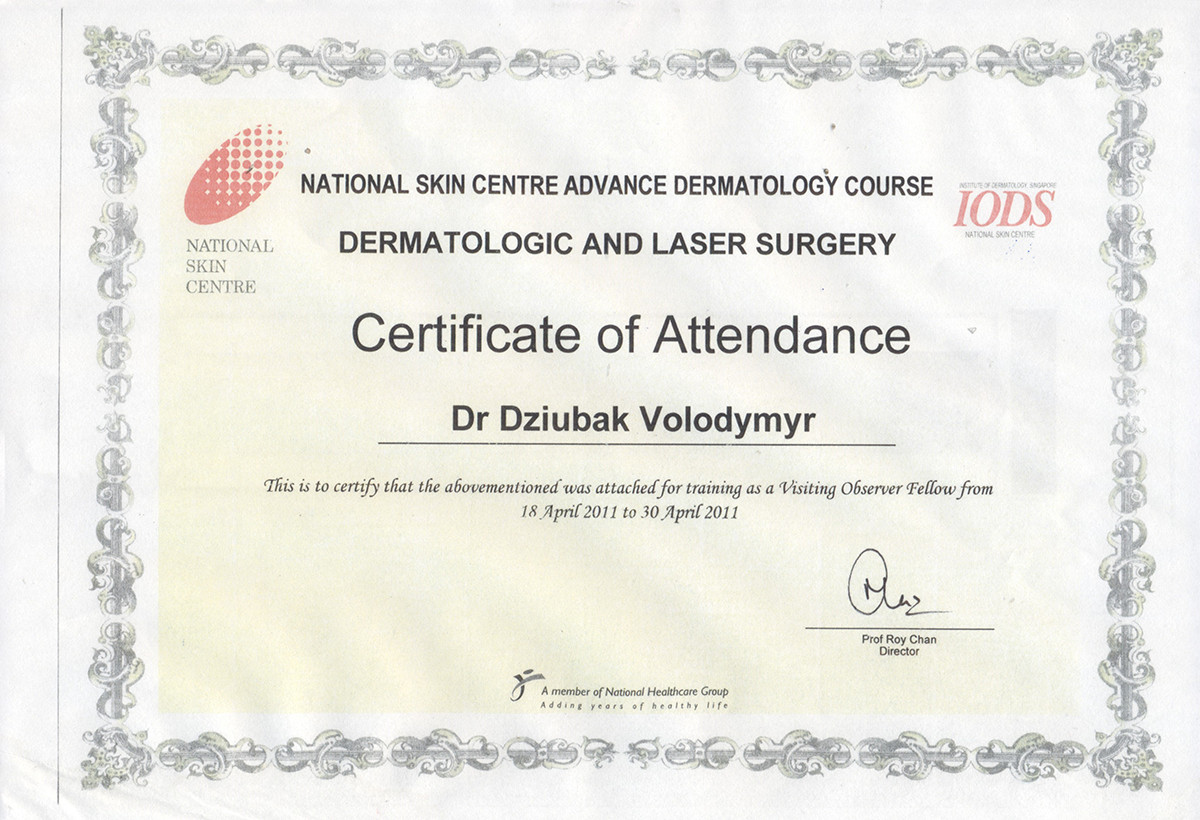 NATIONAL SKIN CENTRE ADVANCE DERMATOLOGY COURSE
INSTITUTE OF DERMATOLOGY, SINGAPORE
IODS
NATIONAL SKIN CENTRE
NATIONAL
SKIN
CENTRE
DERMATOLOGIC AND LASER SURGERY
Certificate of Attendance
Dr Dziubak Volodymyr
This is to certify that the abovementioned was attached for training as a Visiting Observer Fellow from
18 April 2011 to 30 April 2011
Prof Roy Chan
Director
A member of National Healthcare Group
Adding years of healthy life